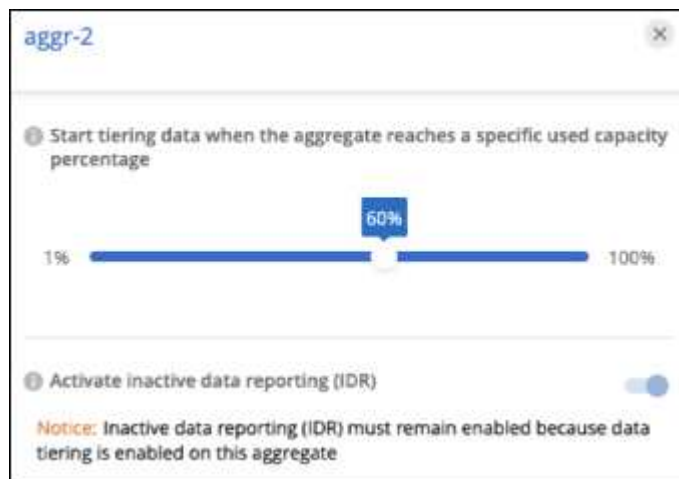 aggr-2
Start tiering data when the aggregate reaches a specific used capacity
percentage
60%
1%
100%
Activate inactive data reporting (IDR)
Notice: Inactive data reporting (IDR) must remain enabled because data
tiering is enabled on this aggregate